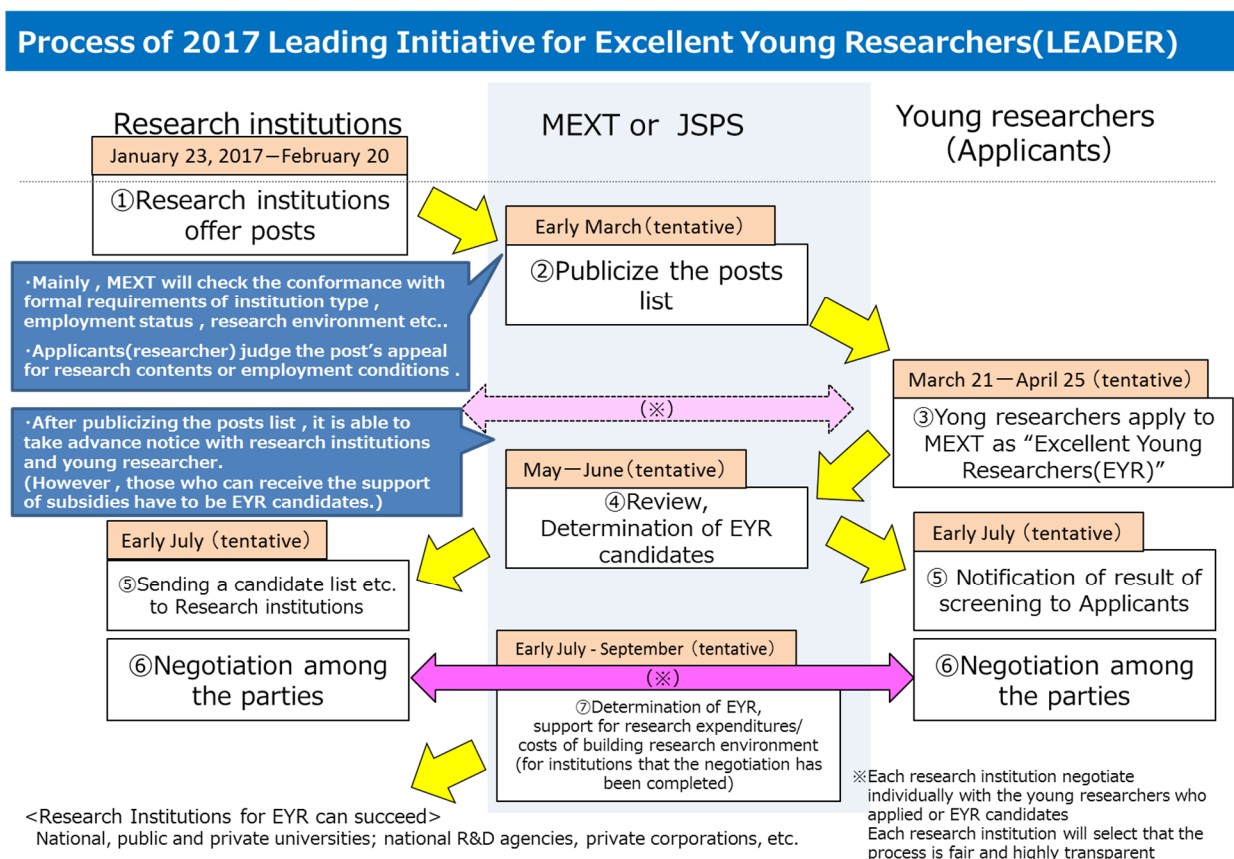 Process of 2017 Leading Initiative for Excellent Young Researchers(LEADER)
Research institutions
MEXT or JSPS
Young researchers
(Applicants)
January 23, 2017－February 20
①Research institutions
offer posts
Early March(tentative)
②Publicize the posts
list
・Mainly , MEXT will check the conformance with
formal requirements of institution type ,
employment status , research environment etc..
・Applicants(researcher) judge the post's appeal
for research contents or employment conditions .
March 21－April 25 (tentative)
③Yong researchers apply to
MEXT as “Excellent Young
Researchers(EYR)”
(※)
・After publicizing the posts list , it is able to
take advance notice with research institutions
and young researcher.
(However , those who can receive the support
of subsidies have to be EYR candidates.)
May－June (tentative)
④Review,
Determination of EYR
candidates
Early July (tentative)
⑤Sending a candidate list etc.
to Research institutions
Early July (tentative)
⑤ Notification of result of
screening to Applicants
⑥Negotiation among
the parties
Early July - September (tentative)
(※)
⑥Negotiation among
the parties
⑦Determination of EYR,
support for research expenditures/
costs of building research environment
(for institutions that the negotiation has
been completed)
<Research Institutions for EYR can succeed>
National, public and private universities; national R&D agencies, private corporations, etc.
※Each research institution negotiate
individually with the young researchers who
applied or EYR candidates
Each research institution will select that the
process is fair and highly transparent